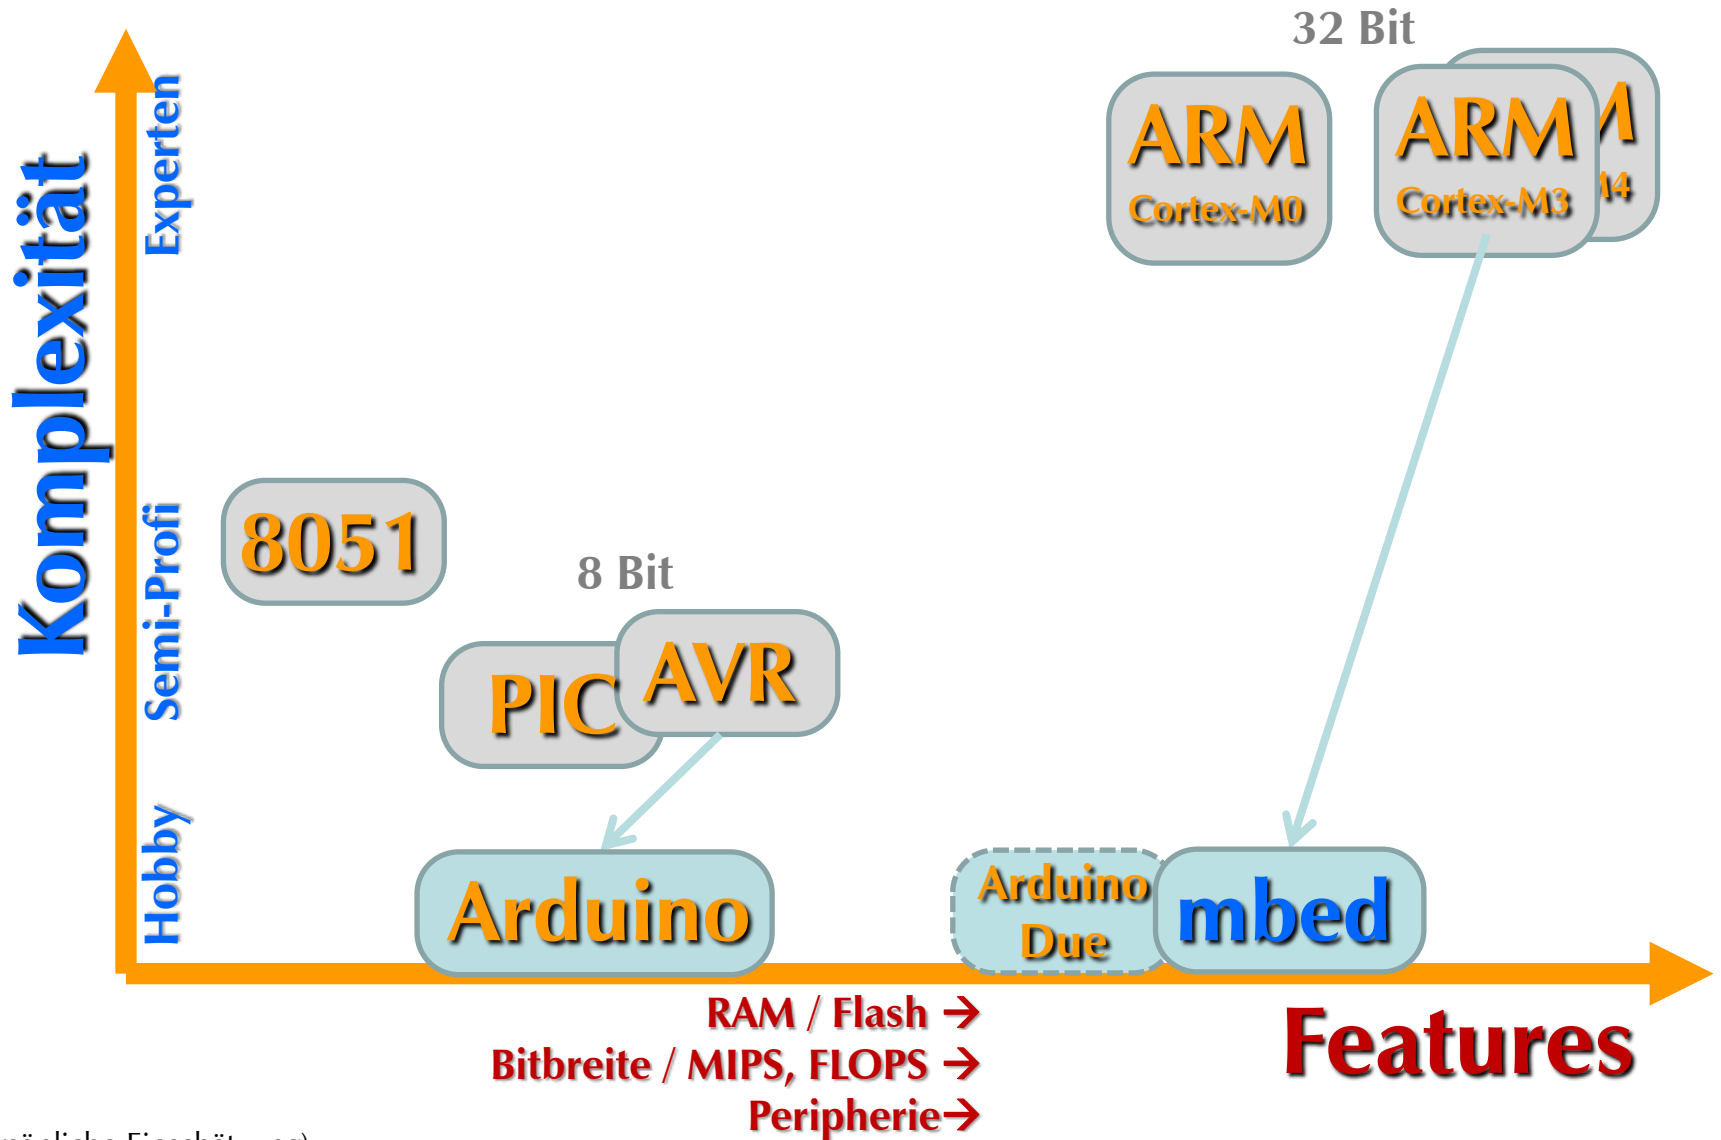 32 Bit
ARM
Cortex-M0
ARM
Cortex-M3
M
M4
Komplexität
Experten
Semi-Profi
Hobby
8051
8 Bit
PIC
AVR
Arduino
Arduino
Due
mbed
RAM / Flash →
Bitbreite / MIPS, FLOPS →
Peripherie→
Features